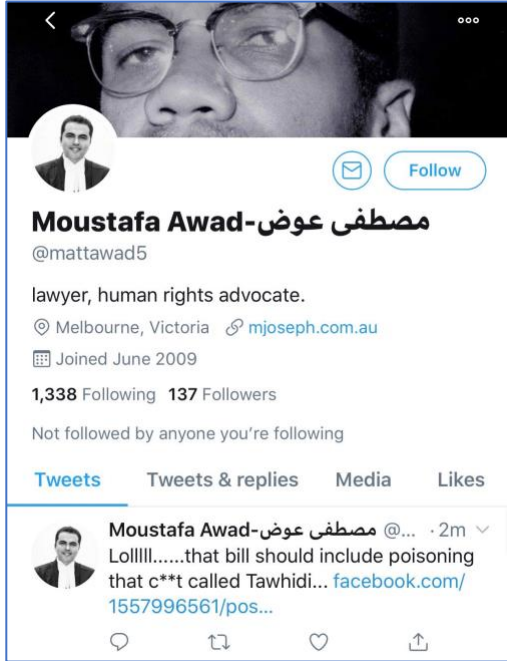 Follow
Moustafa Awad-مصطفى عوض
@mattawad5
lawyer, human rights advocate.
Melbourne, Victoria mjoseph.com.au
Joined June 2009
1,338 Following 137 Followers
Not followed by anyone you're following
Tweets Tweets & replies Media Likes
Moustafa Awad-مصطفى عوض @... · 2m
Lolllll......that bill should include poisoning
that c**t called Tawhidi... facebook.com/
1557996561/pos...